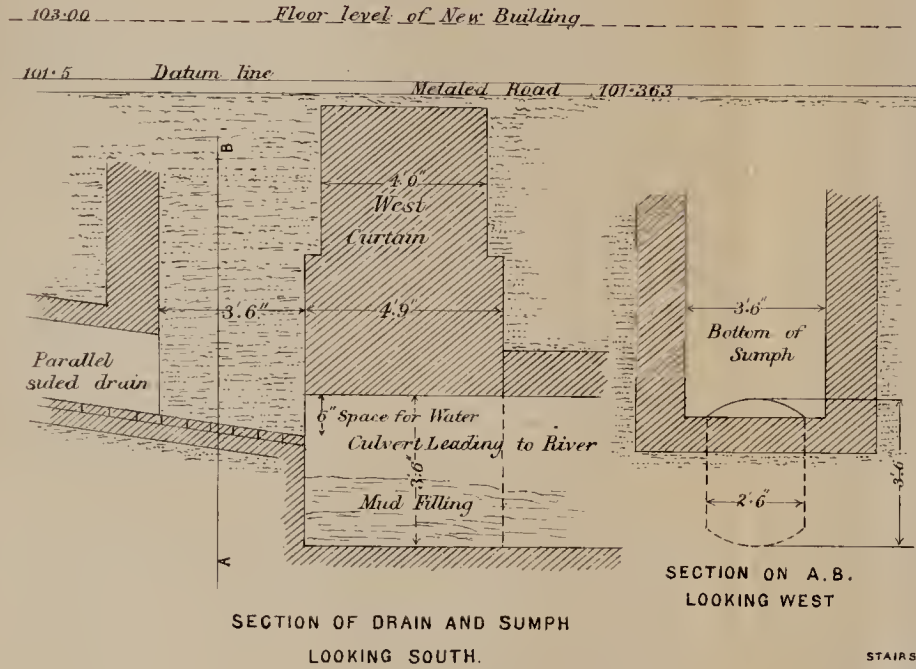 103·00 Floor level of New Building
101·5 Datum line
Metaled Road 101·363
B
4·0"
West
Curtain
3'.6"
4'.9"
Parallel
sided drain
6" Space for Water
Culvert Leading to River
3'.6"
Mud Filling
A
SECTION OF DRAIN AND SUMPH
LOOKING SOUTH.
3'.6"
Bottom of
Sumph
2'.6"
3'.6
SECTION ON A.B.
LOOKING WEST
STAIRS